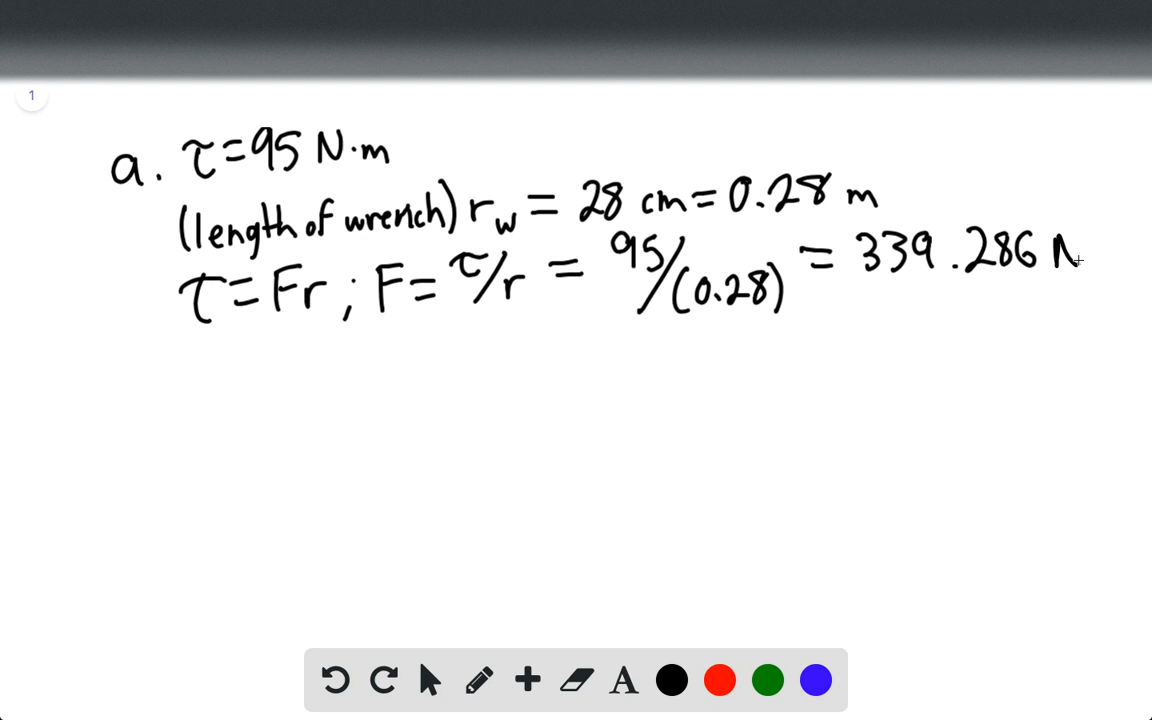 1
a. τ = 95 N·m
(length of wrench) r_w = 28 cm = 0.28 m
τ = Fr ; F = τ/r = 95/(0.28) = 339.286 N
A